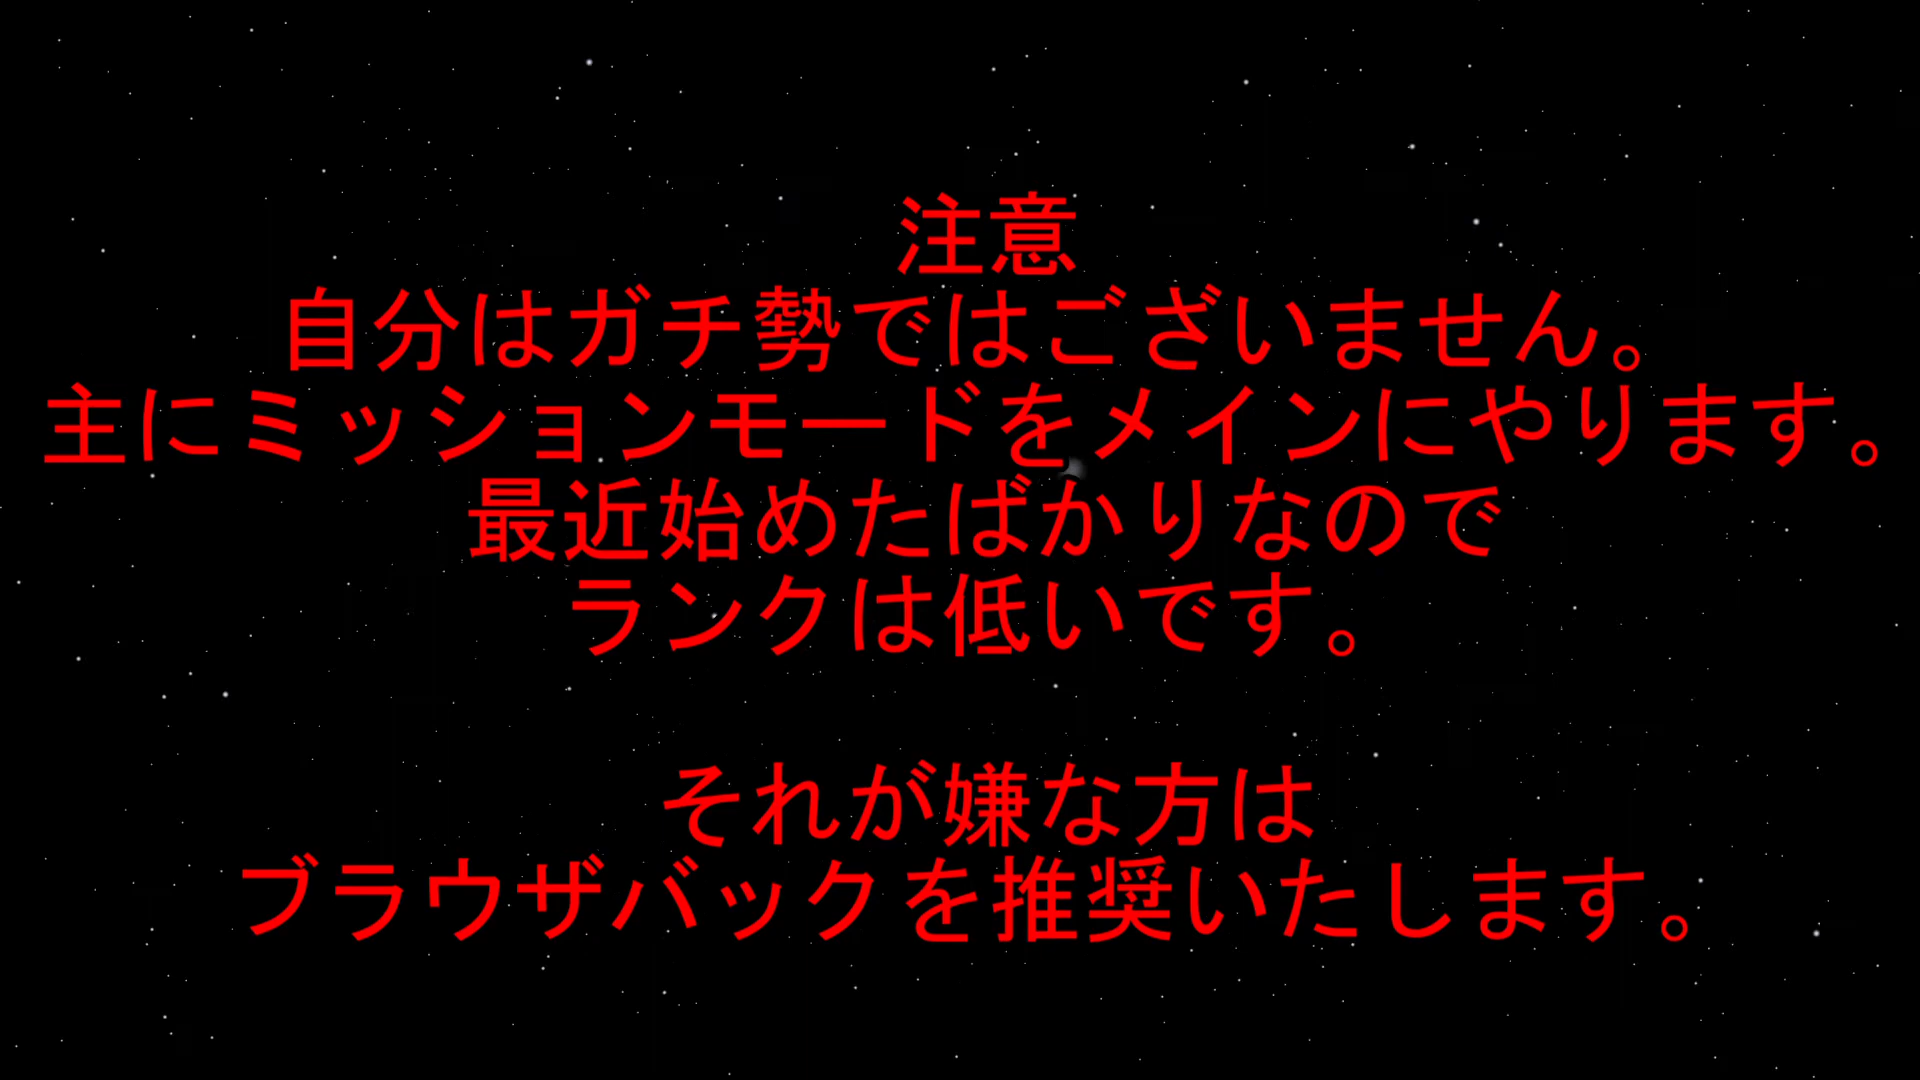 注意
自分はガチ勢ではございません。
主にミッションモードをメインにやります。
最近始めたばかりなので
ランクは低いです。
それが嫌な方は
ブラウザバックを推奨いたします。